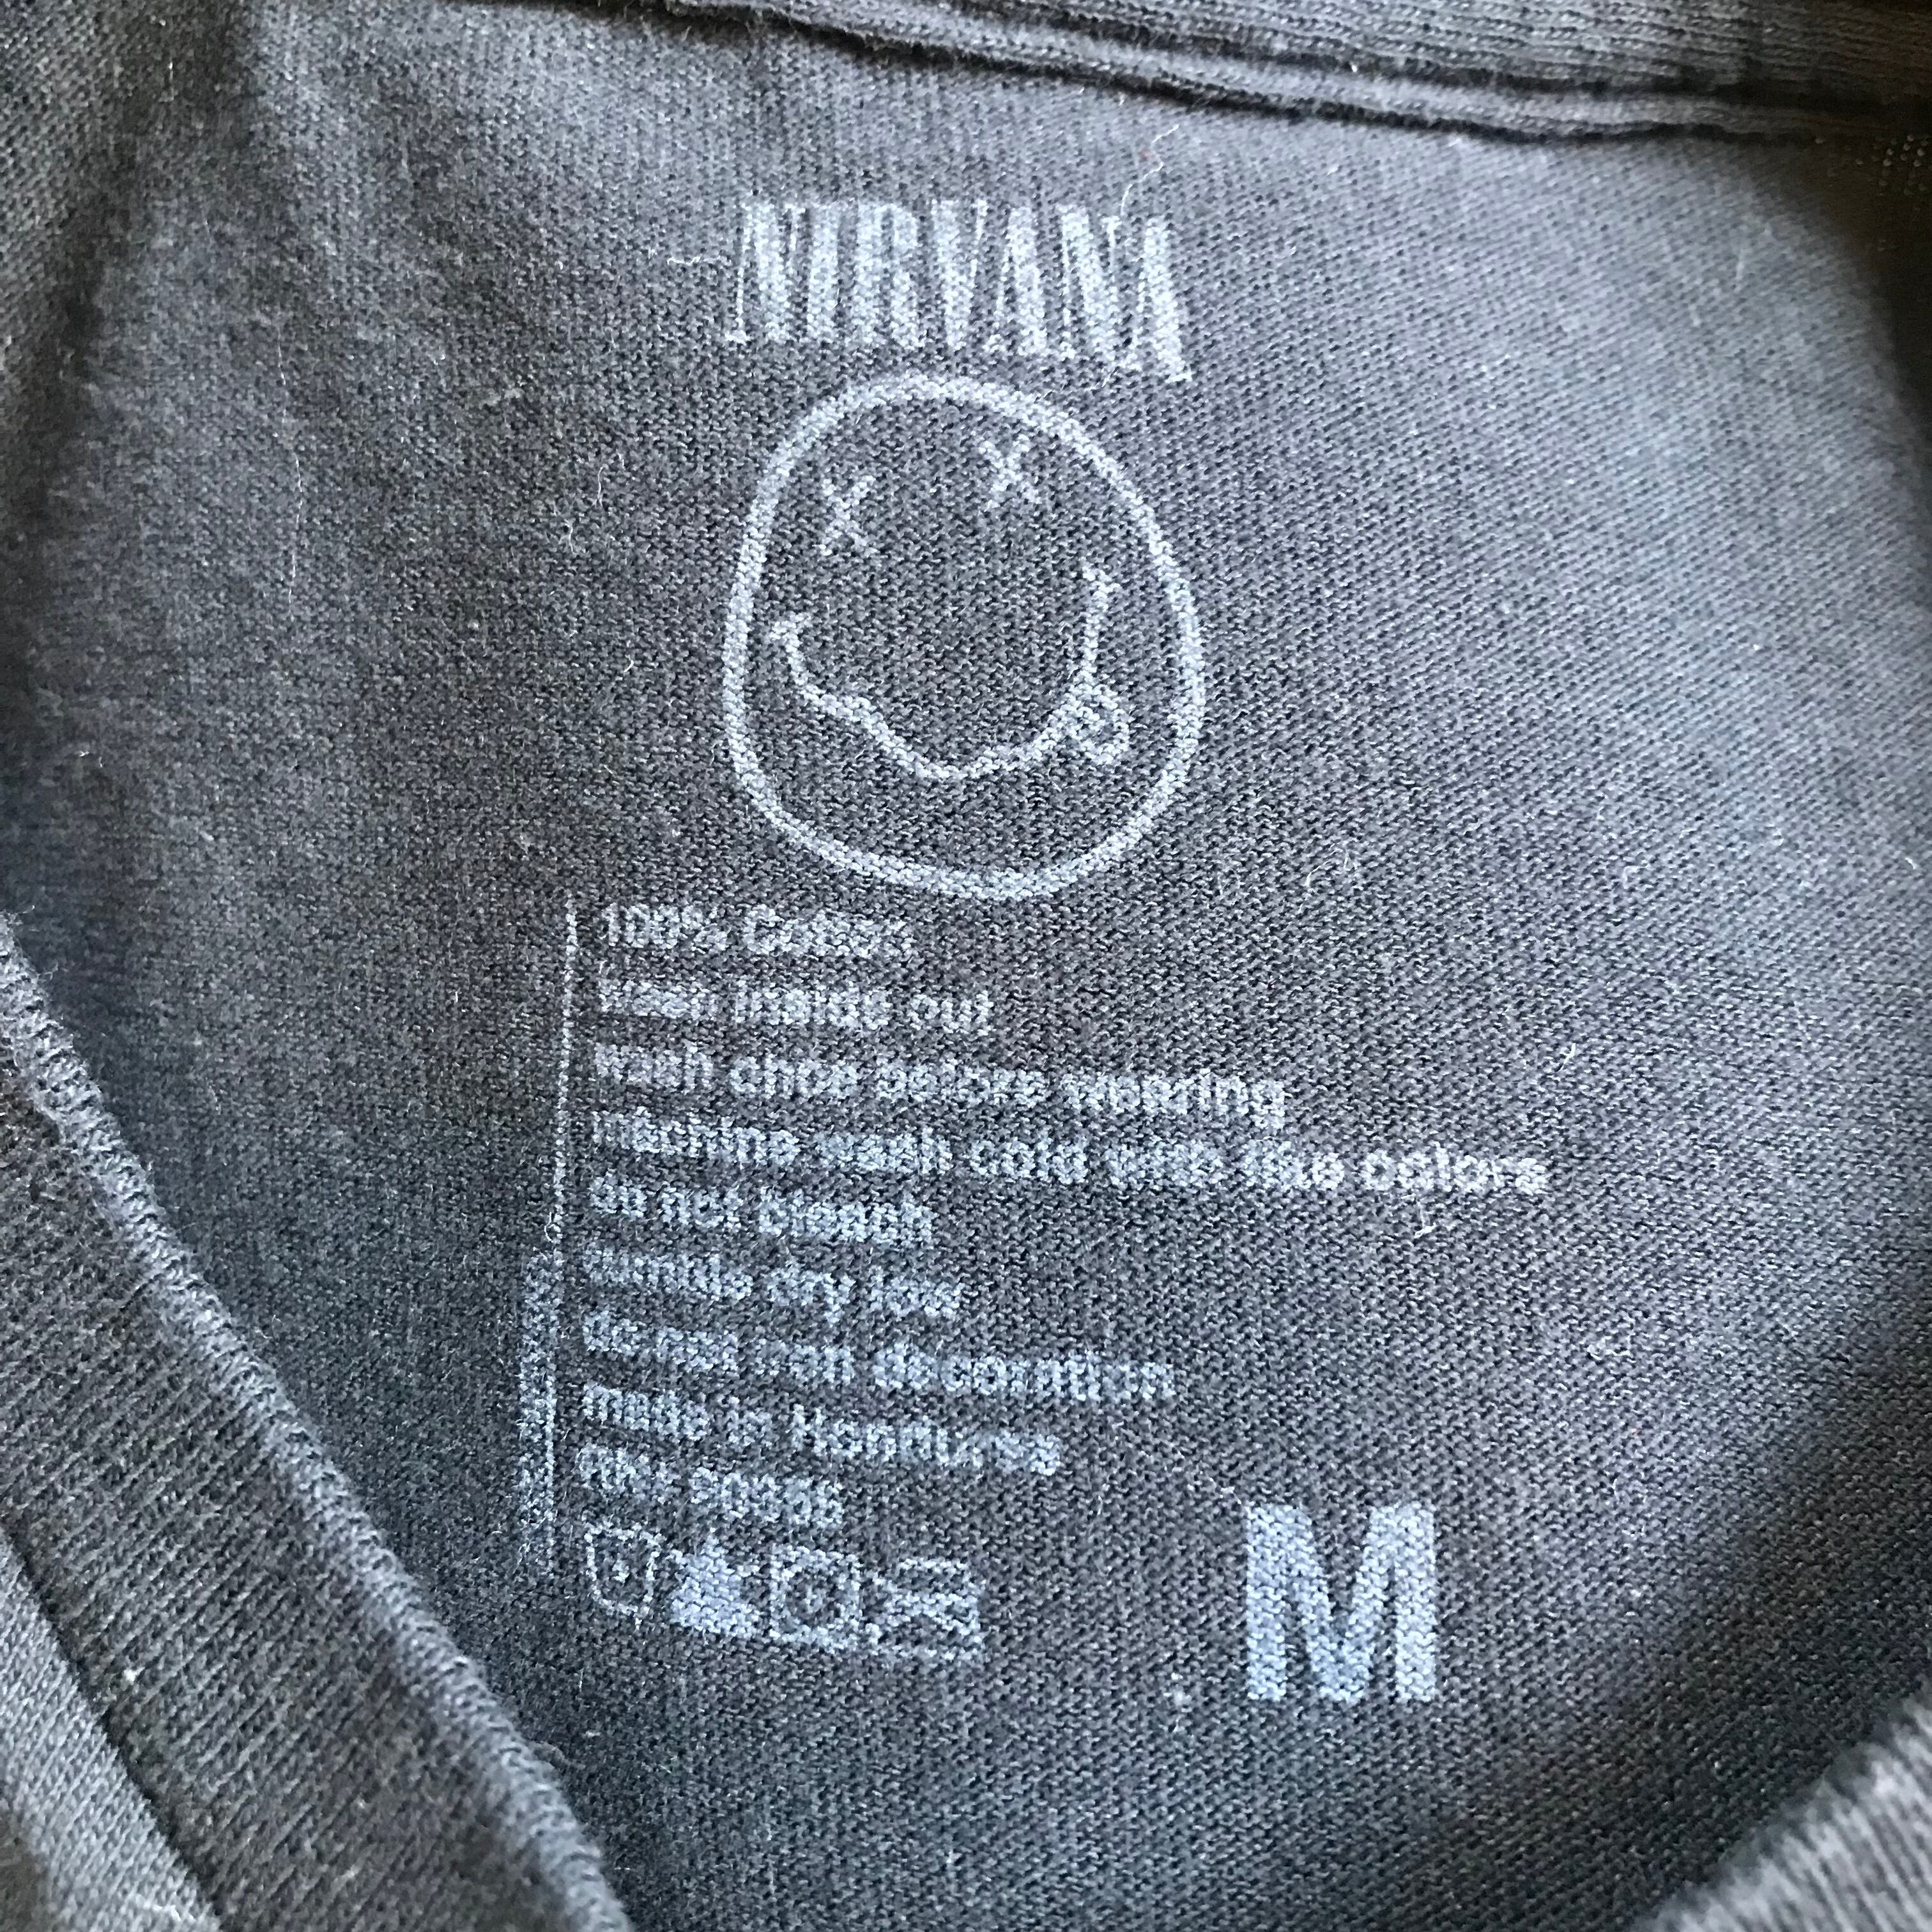 NIRVANA
100% Cotton
wash inside out
wash once before wearing
machine wash cold with like colors
do not bleach
tumble dry low
do not iron decoration
made in Honduras
M